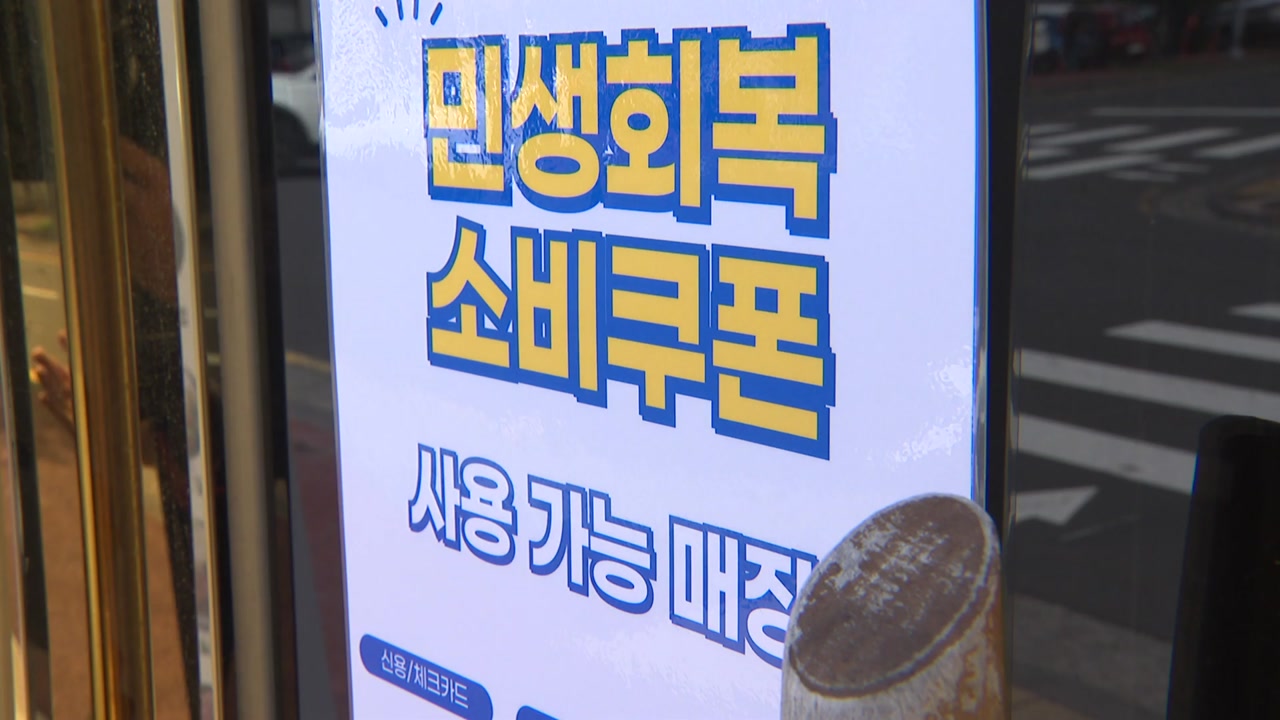 민생회복
소비쿠폰
사용 가능 매장
신용/체크카드